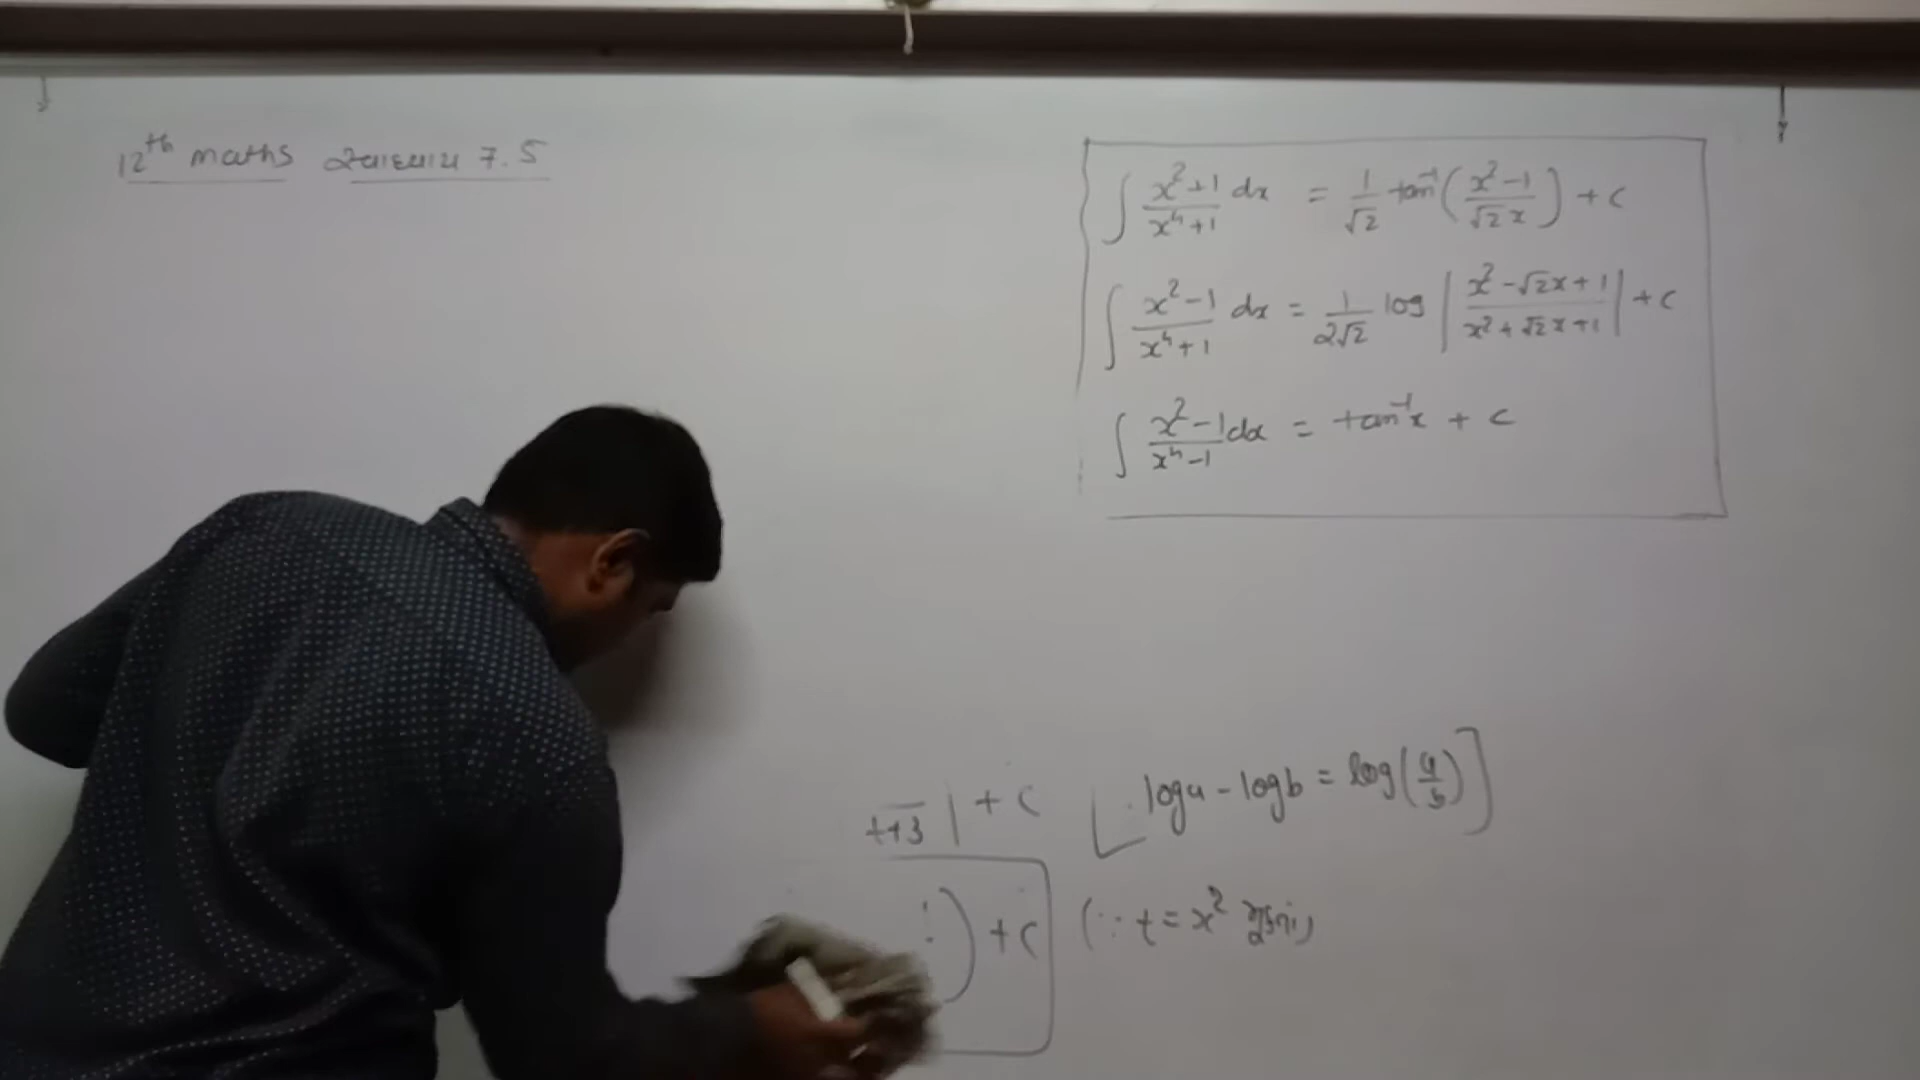 12th maths સ્વાધ્યાય 7.5
∫ (x²+1)/(x⁴+1) dx = 1/√2 tan⁻¹((x²-1)/(√2 x)) + c
∫ (x²-1)/(x⁴+1) dx = 1/(2√2) log |(x²-√2x+1)/(x²+√2x+1)| + c
∫ (x²-1)/(x⁴-1) dx = tan⁻¹x + c
t+3 | + c [∵ loga - logb = log(a/b)]
) + c (∵ t = x² મુકતાં)